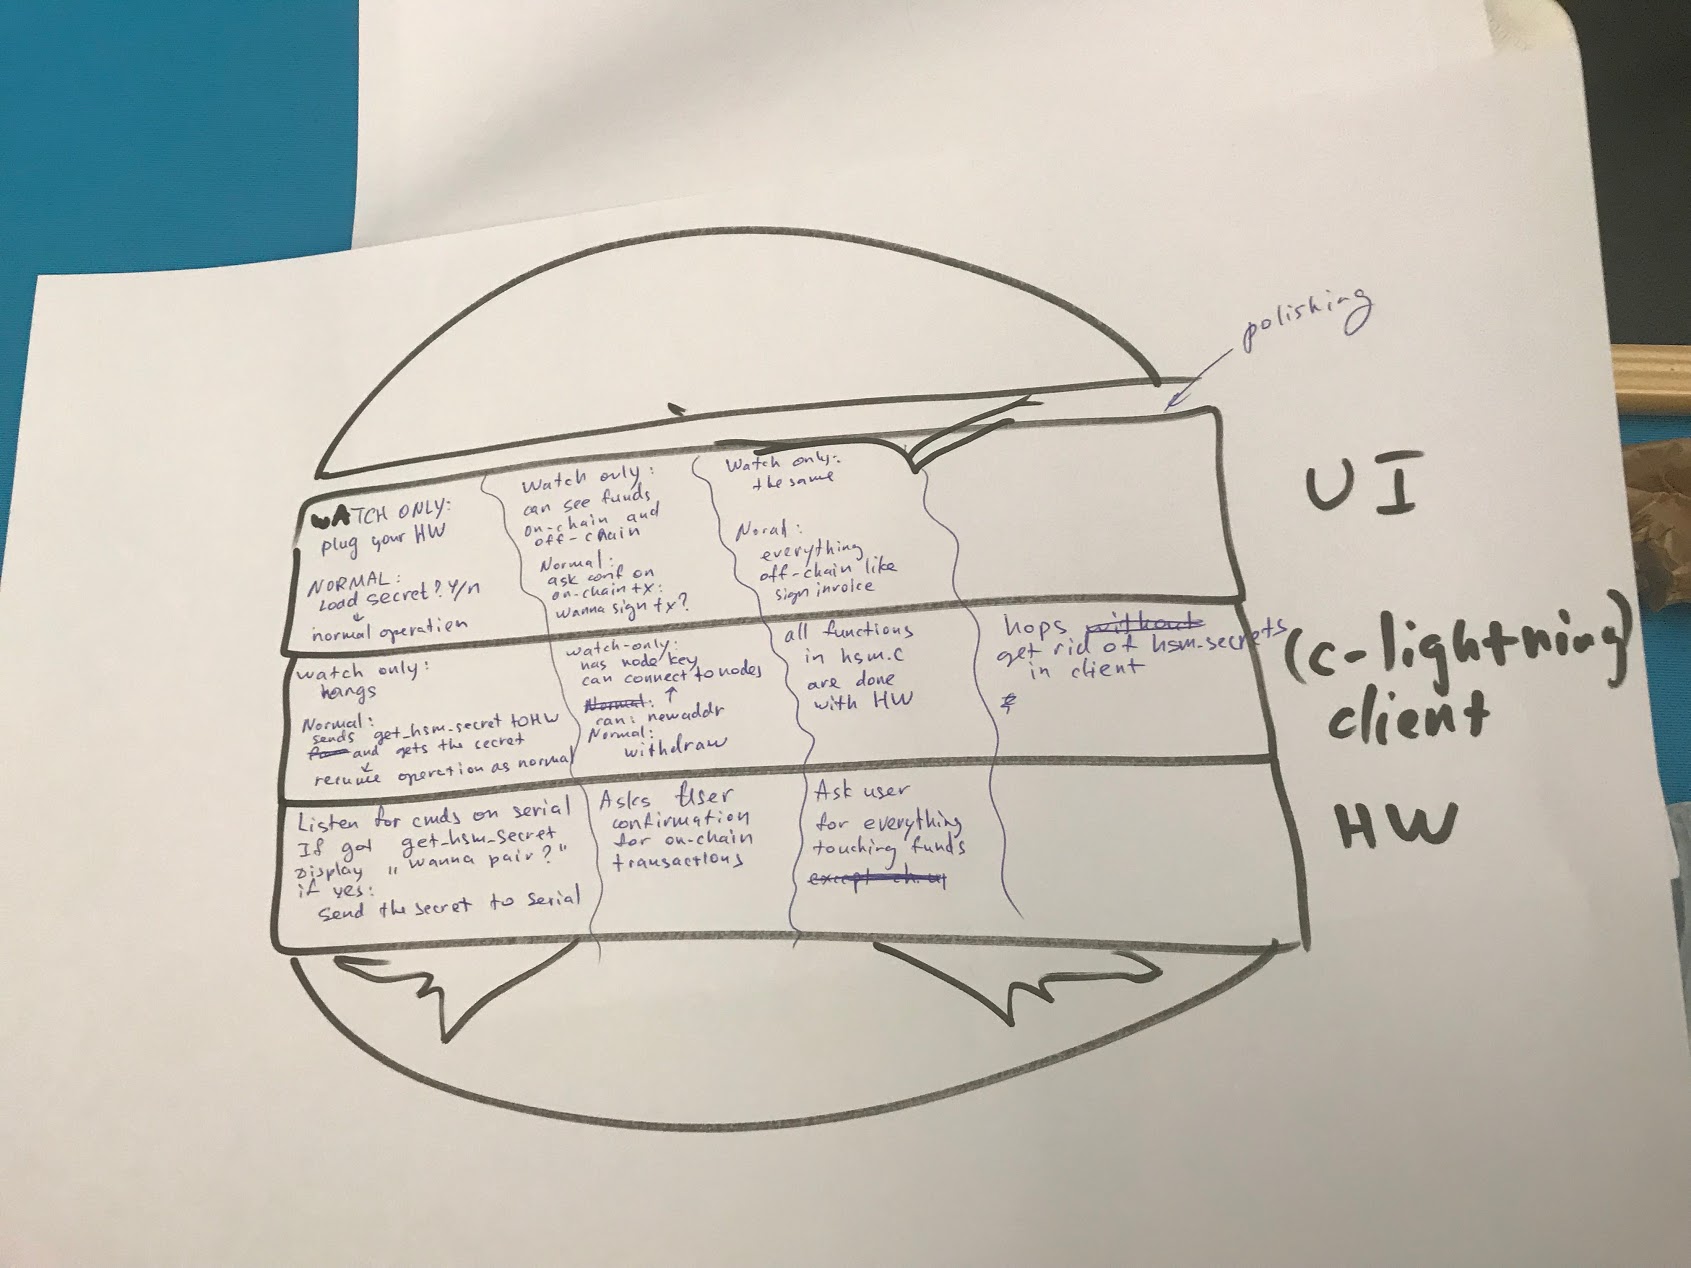 polishing
UI
WATCH ONLY:
plug your HW
NORMAL:
Load secret? Y/n
normal operation
Watch only:
can see funds
on-chain and
off-chain
Normal:
ask conf on
on-chain tx:
wanna sign tx?
Watch only:
the same
Noral:
everything
off-chain like
sign invoice
(c-lightning)
client
watch only:
hangs
Normal:
sends get_hsm_secret to HW
and gets the secret
resume operation as normal
watch-only:
has node key
can connect to nodes
Normal:
can: newaddr
Normal:
withdraw
all functions
in hsm.c
are done
with HW
hops without
get rid of hsm-secrets
in client
HW
Listen for cmds on serial
If got get_hsm_secret
Display „wanna pair?"
if yes:
send the secret to serial
Asks User
confirmation
for on-chain
transactions
Ask user
for everything
touching funds
except ch.